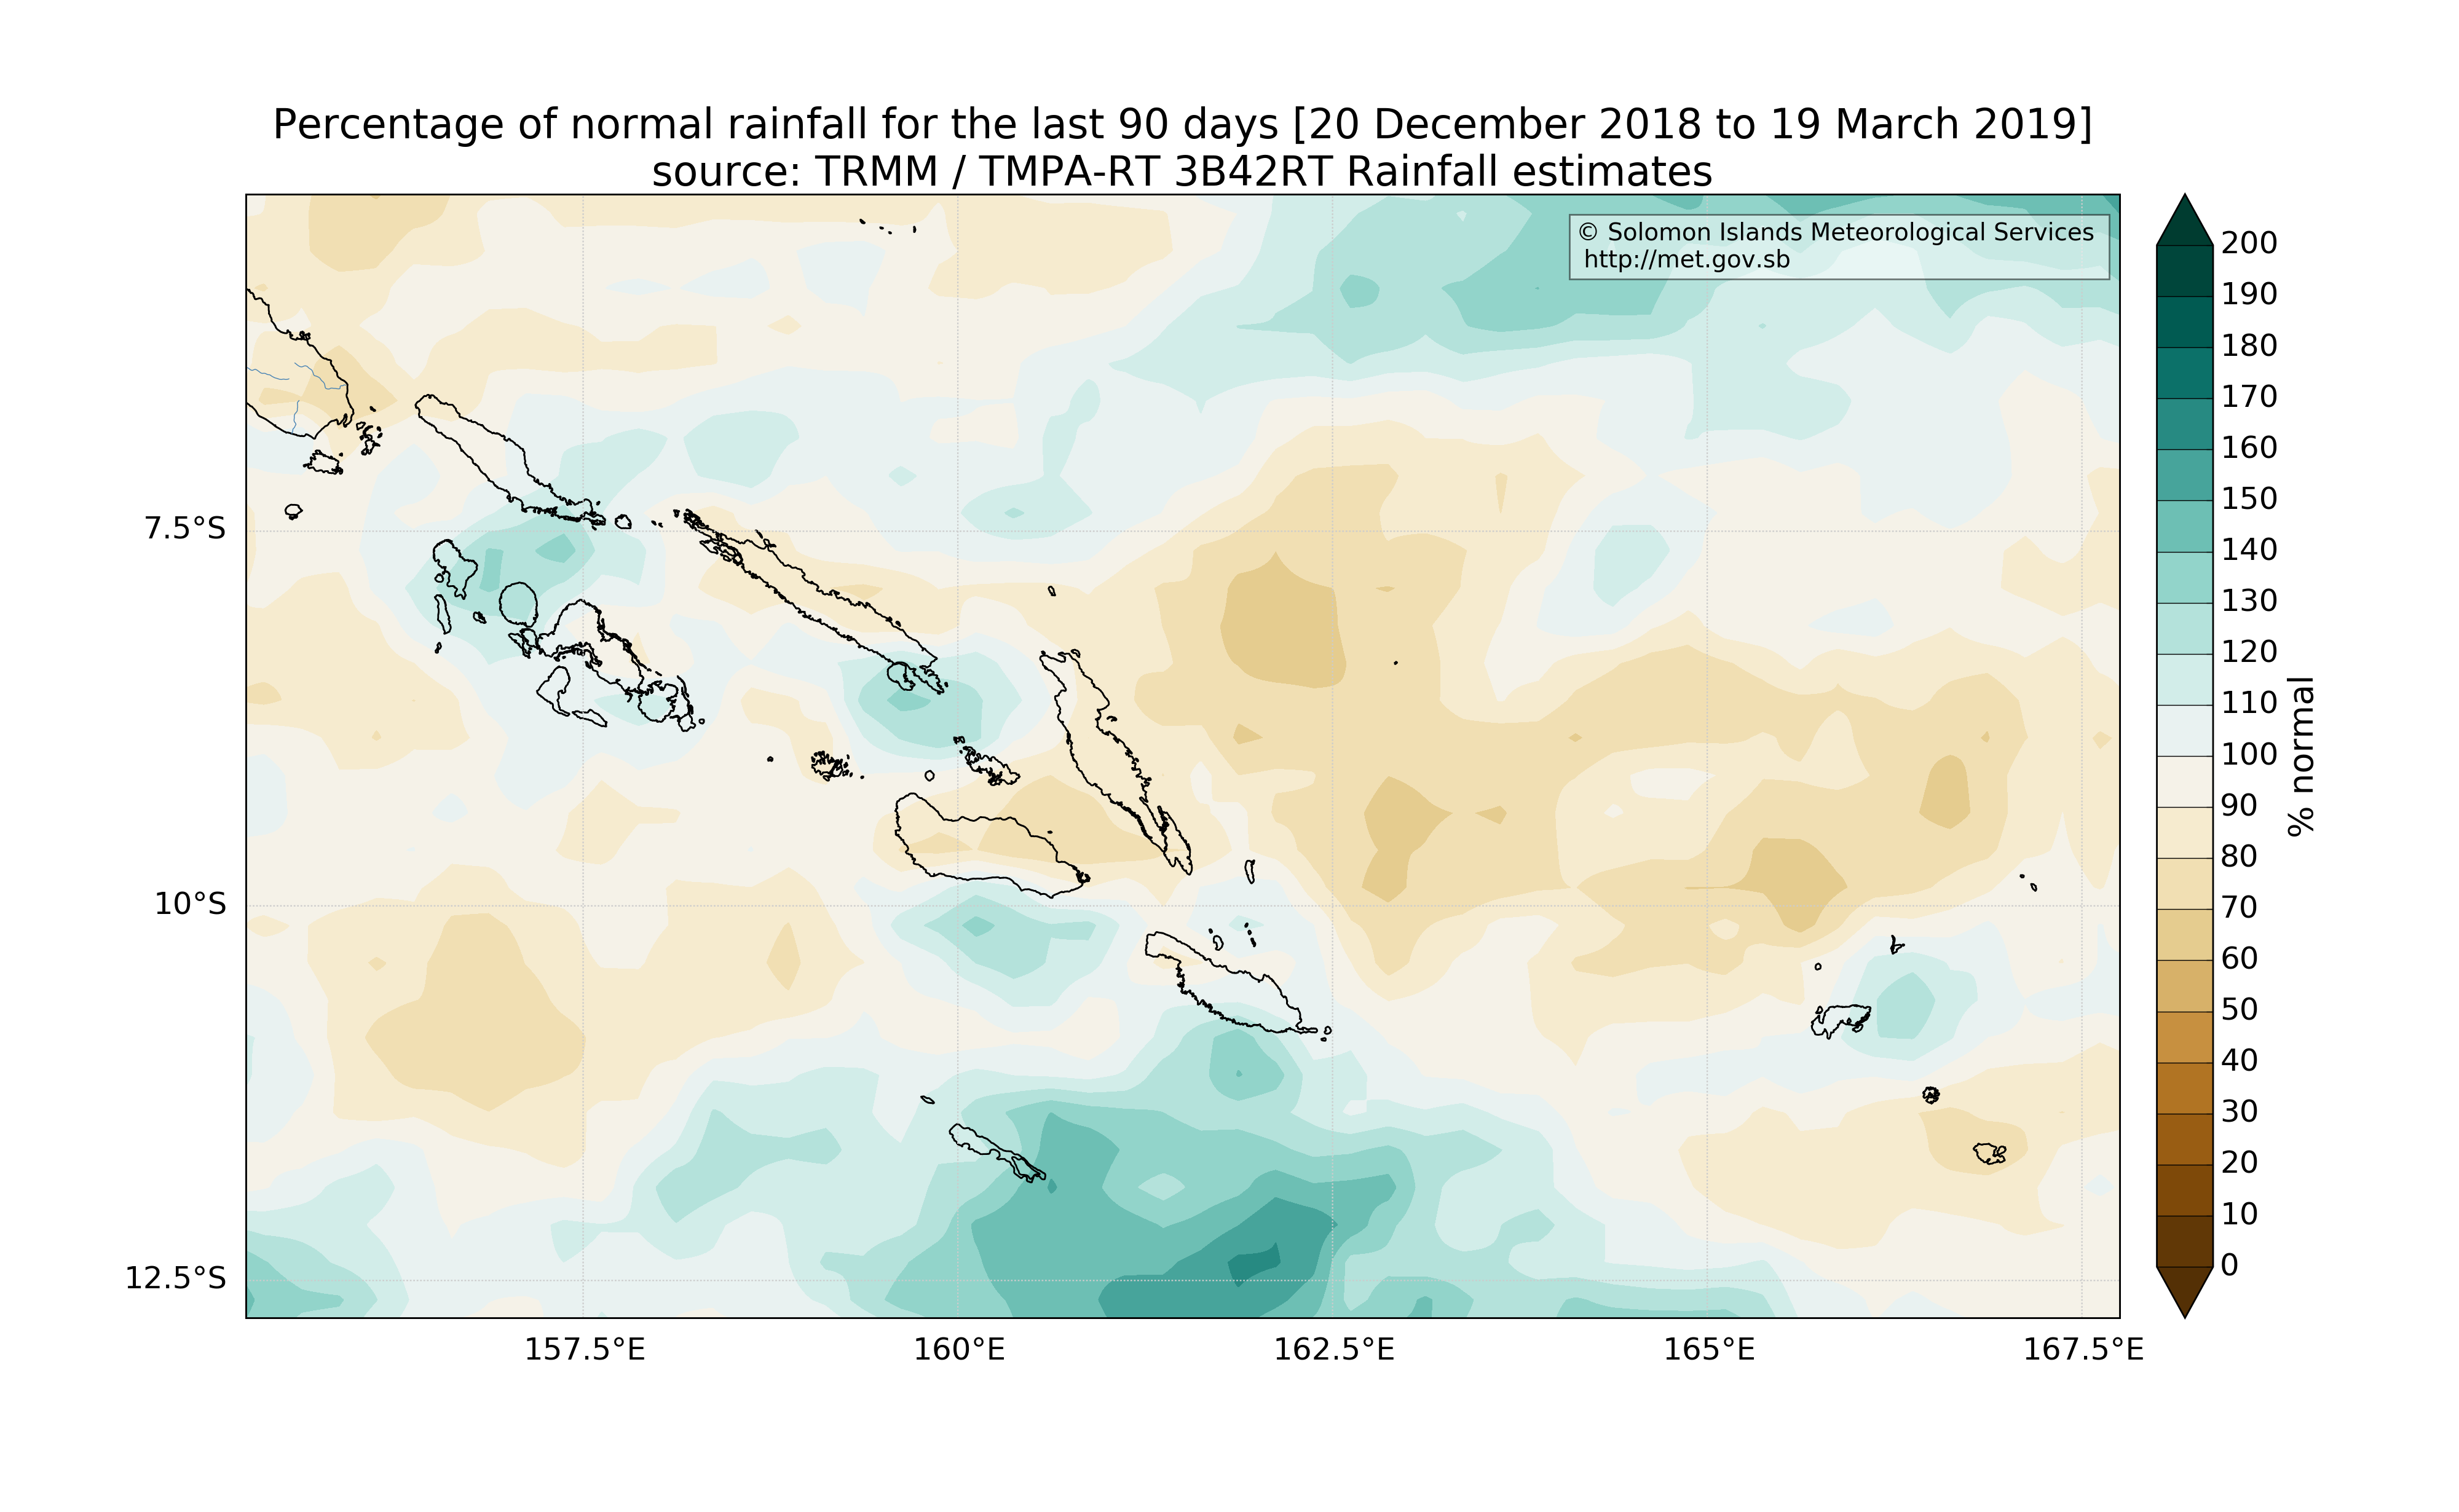 Percentage of normal rainfall for the last 90 days [20 December 2018 to 19 March 2019]
source: TRMM / TMPA-RT 3B42RT Rainfall estimates
© Solomon Islands Meteorological Services
http://met.gov.sb
200
190
180
170
160
150
140
130
120
110
100
90
80
70
60
50
40
30
20
10
0
% normal
7.5°S
10°S
12.5°S
157.5°E
160°E
162.5°E
165°E
167.5°E